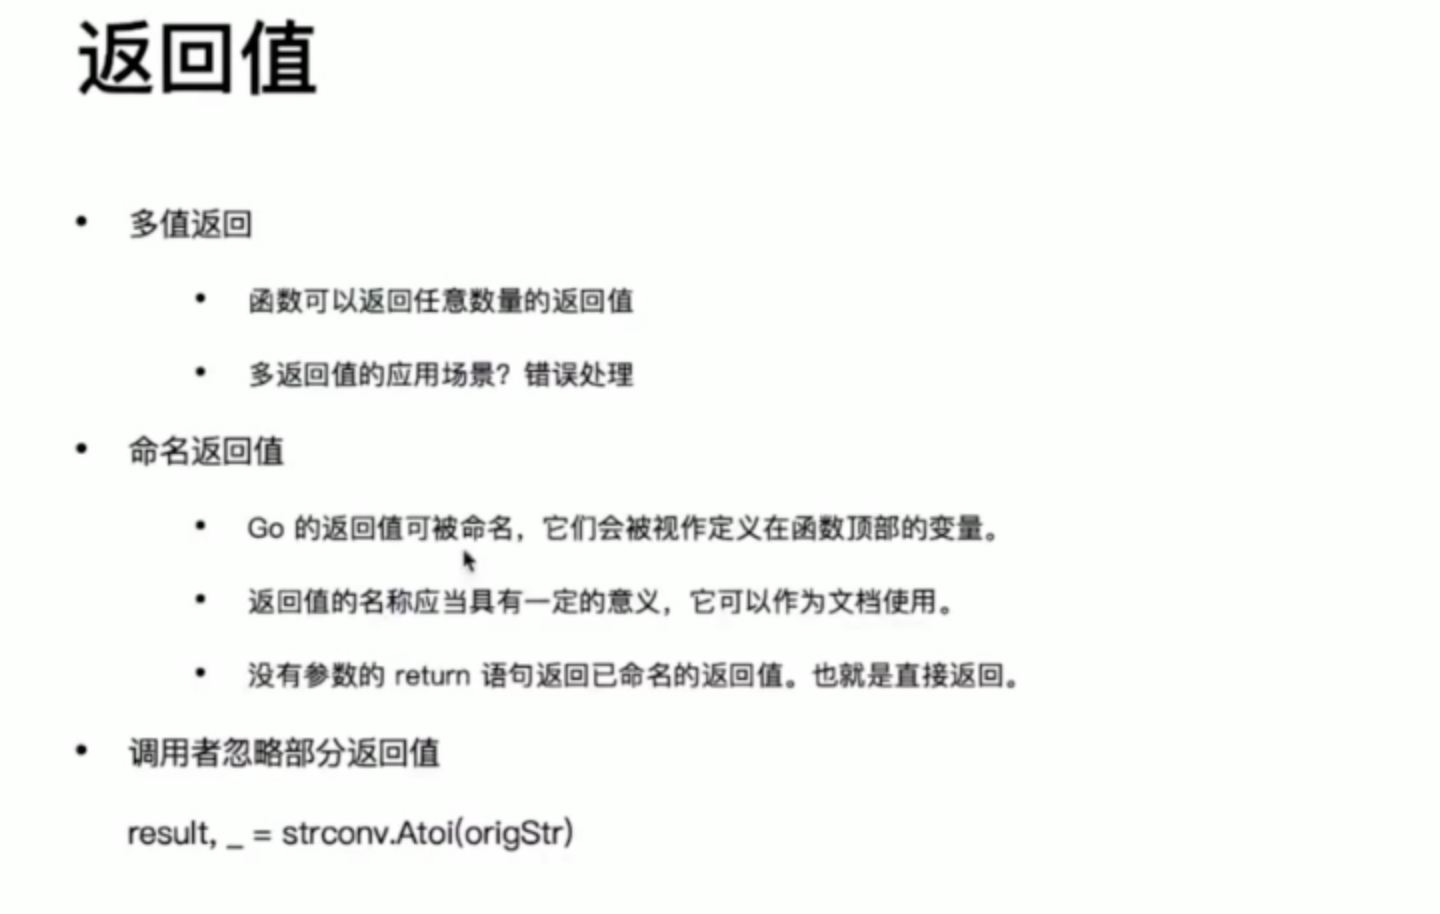 返回值
• 多值返回
• 函数可以返回任意数量的返回值
• 多返回值的应用场景？错误处理
• 命名返回值
• Go 的返回值可被命名，它们会被视作定义在函数顶部的变量。
• 返回值的名称应当具有一定的意义，它可以作为文档使用。
• 没有参数的 return 语句返回已命名的返回值。也就是直接返回。
• 调用者忽略部分返回值
result, _ = strconv.Atoi(origStr)